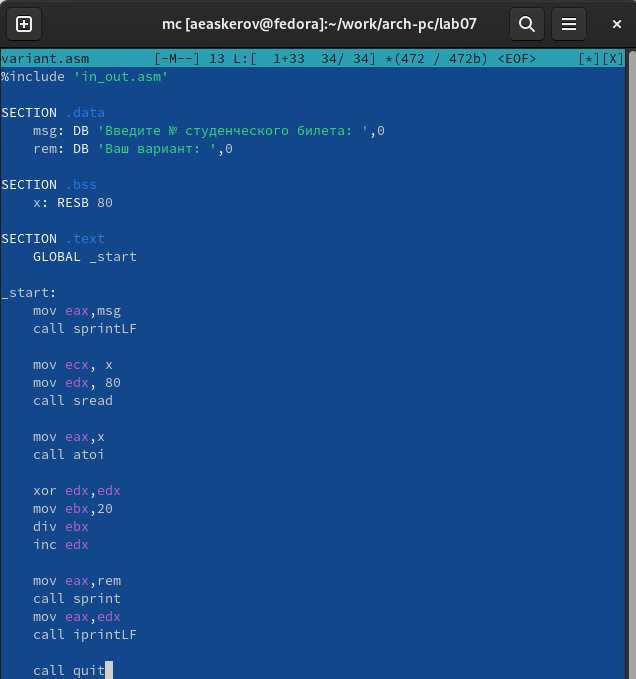 mc [aeaskerov@fedora]:~/work/arch-pc/lab07
variant.asm [-M--] 13 L:[ 1+33 34/ 34] *(472 / 472b) <EOF> [*][X]
%include 'in_out.asm'
SECTION .data
msg: DB 'Введите № студенческого билета: ',0
rem: DB 'Ваш вариант: ',0
SECTION .bss
x: RESB 80
SECTION .text
GLOBAL _start
_start:
mov eax,msg
call sprintLF
mov ecx, x
mov edx, 80
call sread
mov eax,x
call atoi
xor edx,edx
mov ebx,20
div ebx
inc edx
mov eax,rem
call sprint
mov eax,edx
call iprintLF
call quit